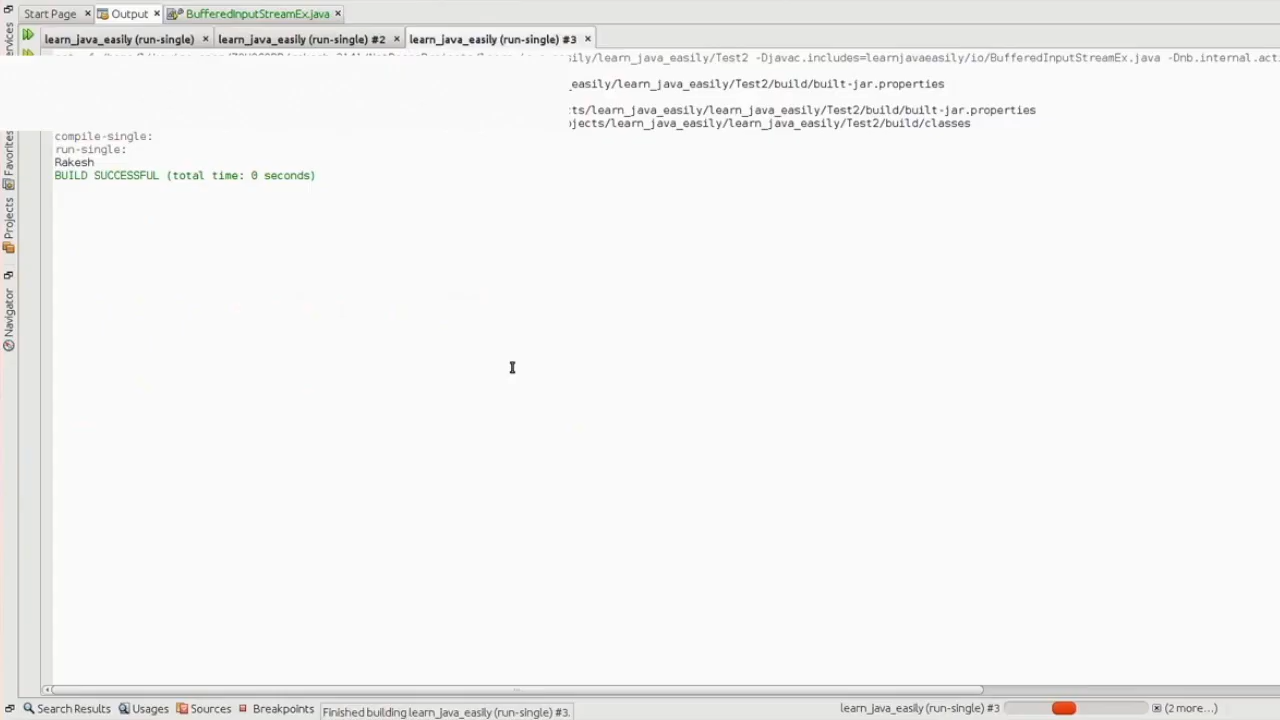 Start Page
Output
BufferedInputStreamEx.java
learn_java_easily (run-single)
learn_java_easily (run-single) #2
learn_java_easily (run-single) #3
ily/learn_java_easily/Test2 -Djavac.includes=learnjavaeasily/io/BufferedInputStreamEx.java -Dnb.internal.acti
easily/learn_java_easily/Test2/build/built-jar.properties
ts/learn_java_easily/learn_java_easily/Test2/build/built-jar.properties
jects/learn_java_easily/learn_java_easily/Test2/build/classes
compile-single:
run-single:
Rakesh
BUILD SUCCESSFUL (total time: 0 seconds)
ervices
Favorites
Projects
Navigator
Search Results
Usages
Sources
Breakpoints
Finished building learn_java_easily (run-single) #3.
learn_java_easily (run-single) #3
(2 more...)